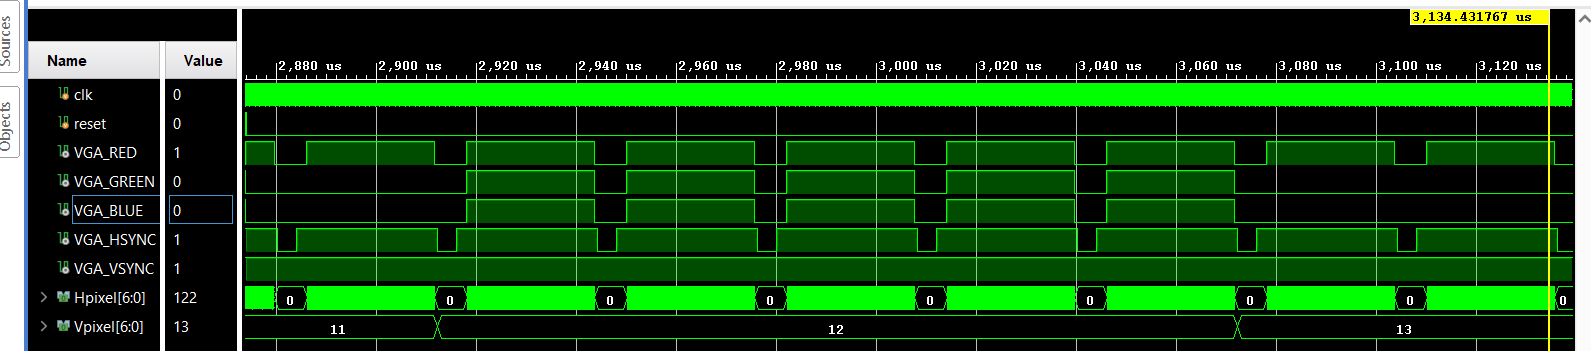 Sources
Objects
3,134.431767 us
Name Value
2,880 us 2,900 us 2,920 us 2,940 us 2,960 us 2,980 us 3,000 us 3,020 us 3,040 us 3,060 us 3,080 us 3,100 us 3,120 us
clk 0
reset 0
VGA_RED 1
VGA_GREEN 0
VGA_BLUE 0
VGA_HSYNC 1
VGA_VSYNC 1
Hpixel[6:0] 122 0 0 0 0 0 0 0 0 0
Vpixel[6:0] 13 11 12 13